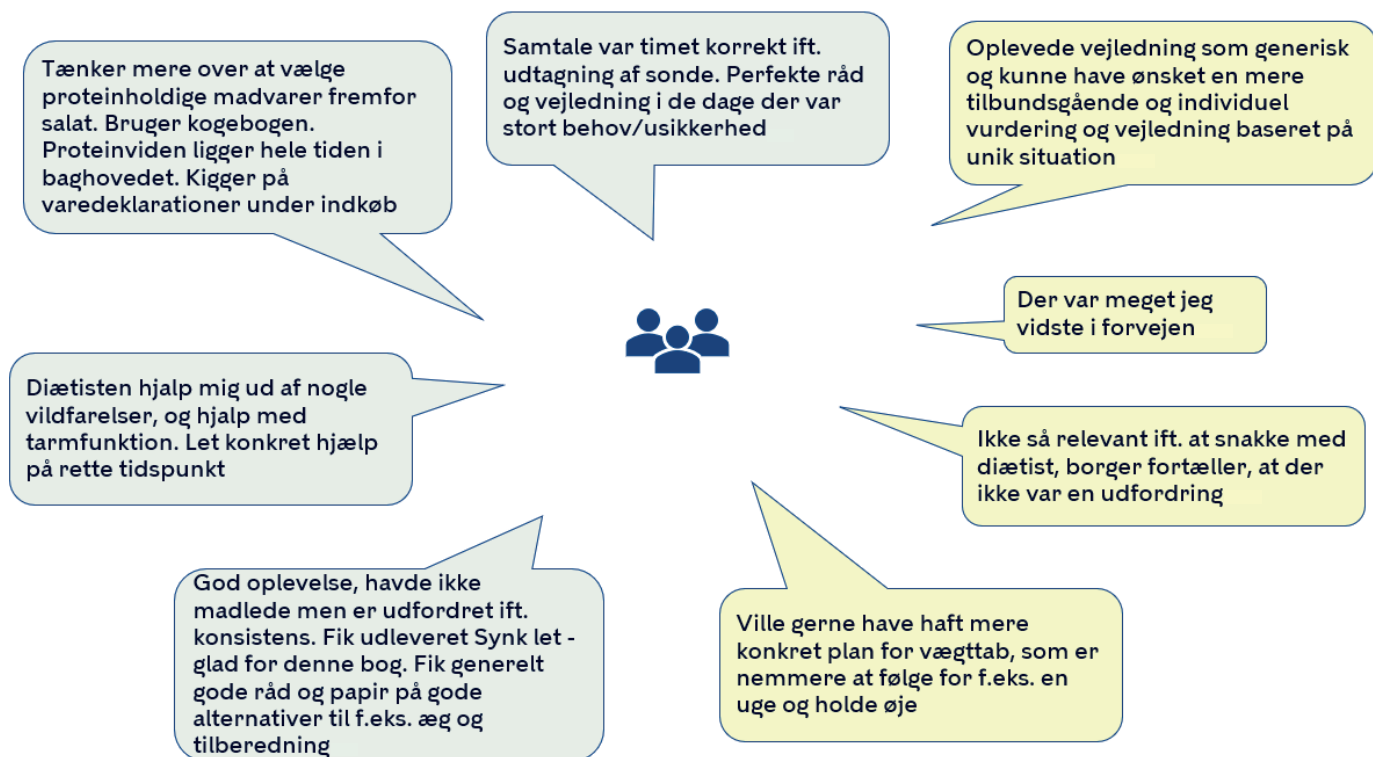 Tænker mere over at vælge
proteinholdige madvarer fremfor
salat. Bruger kogebogen.
Proteinviden ligger hele tiden i
baghovedet. Kigger på
varedeklarationer under indkøb
Samtale var timet korrekt ift.
udtagning af sonde. Perfekte råd
og vejledning i de dage der var
stort behov/usikkerhed
Oplevede vejledning som generisk
og kunne have ønsket en mere
tilbundsgående og individuel
vurdering og vejledning baseret på
unik situation
Der var meget jeg
vidste i forvejen
Diætisten hjalp mig ud af nogle
vildfarelser, og hjalp med
tarmfunktion. Let konkret hjælp
på rette tidspunkt
Ikke så relevant ift. at snakke med
diætist, borger fortæller, at der
ikke var en udfordring
God oplevelse, havde ikke
madlede men er udfordret ift.
konsistens. Fik udleveret Synk let -
glad for denne bog. Fik generelt
gode råd og papir på gode
alternativer til f.eks. æg og
tilberedning
Ville gerne have haft mere
konkret plan for vægttab, som er
nemmere at følge for f.eks. en
uge og holde øje